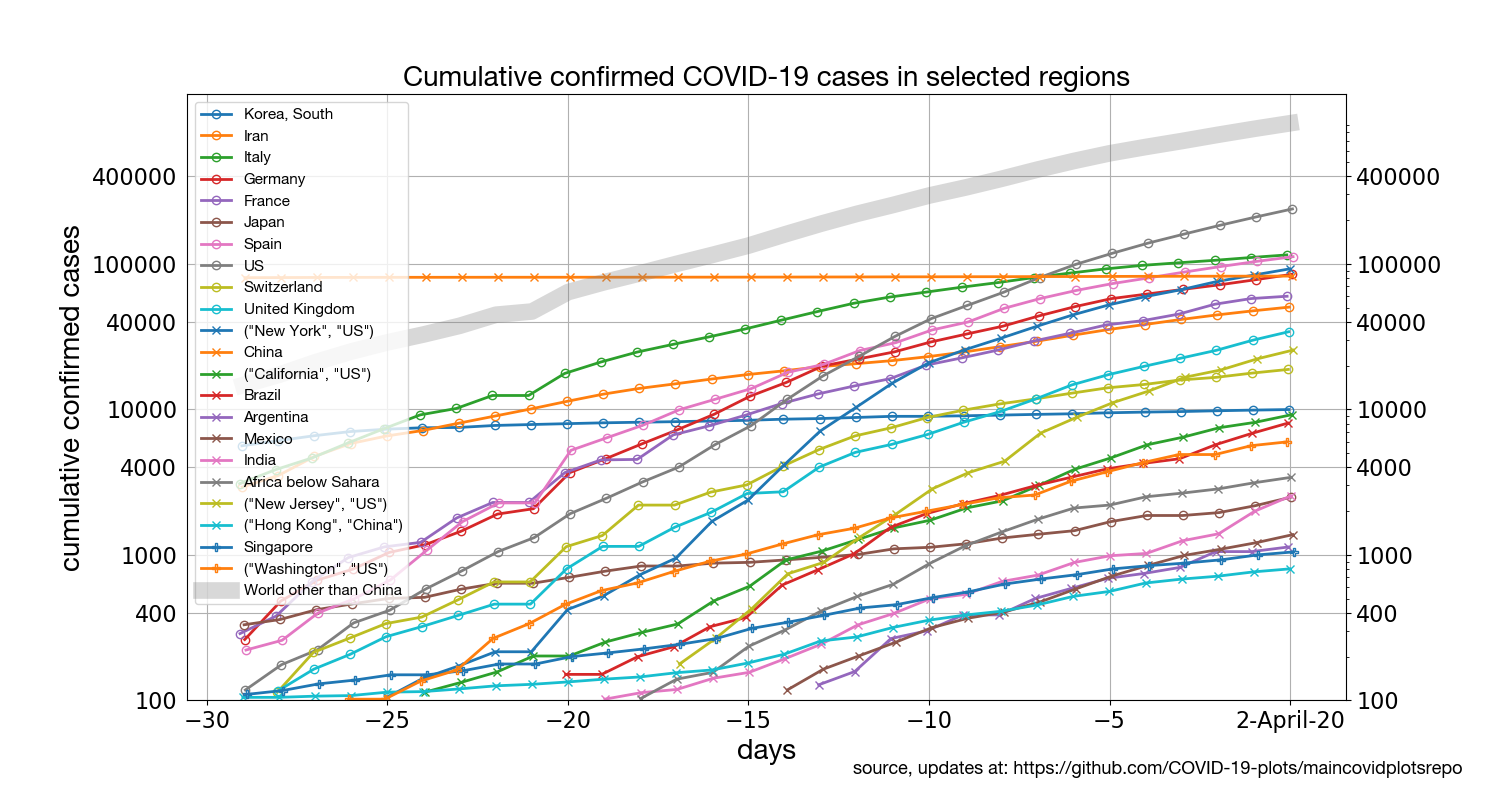 Cumulative confirmed COVID-19 cases in selected regions
Korea, South
Iran
Italy
Germany
France
Japan
Spain
US
Switzerland
United Kingdom
("New York", "US")
China
("California", "US")
Brazil
Argentina
Mexico
India
Africa below Sahara
("New Jersey", "US")
("Hong Kong", "China")
Singapore
("Washington", "US")
World other than China
cumulative confirmed cases
400000
100000
40000
10000
4000
1000
400
100
400000
100000
40000
100000
4000
1000
400
100
−30
−25
−20
−15
−10
−5
2-April-20
days
source, updates at: https://github.com/COVID-19-plots/maincovidplotsrepo